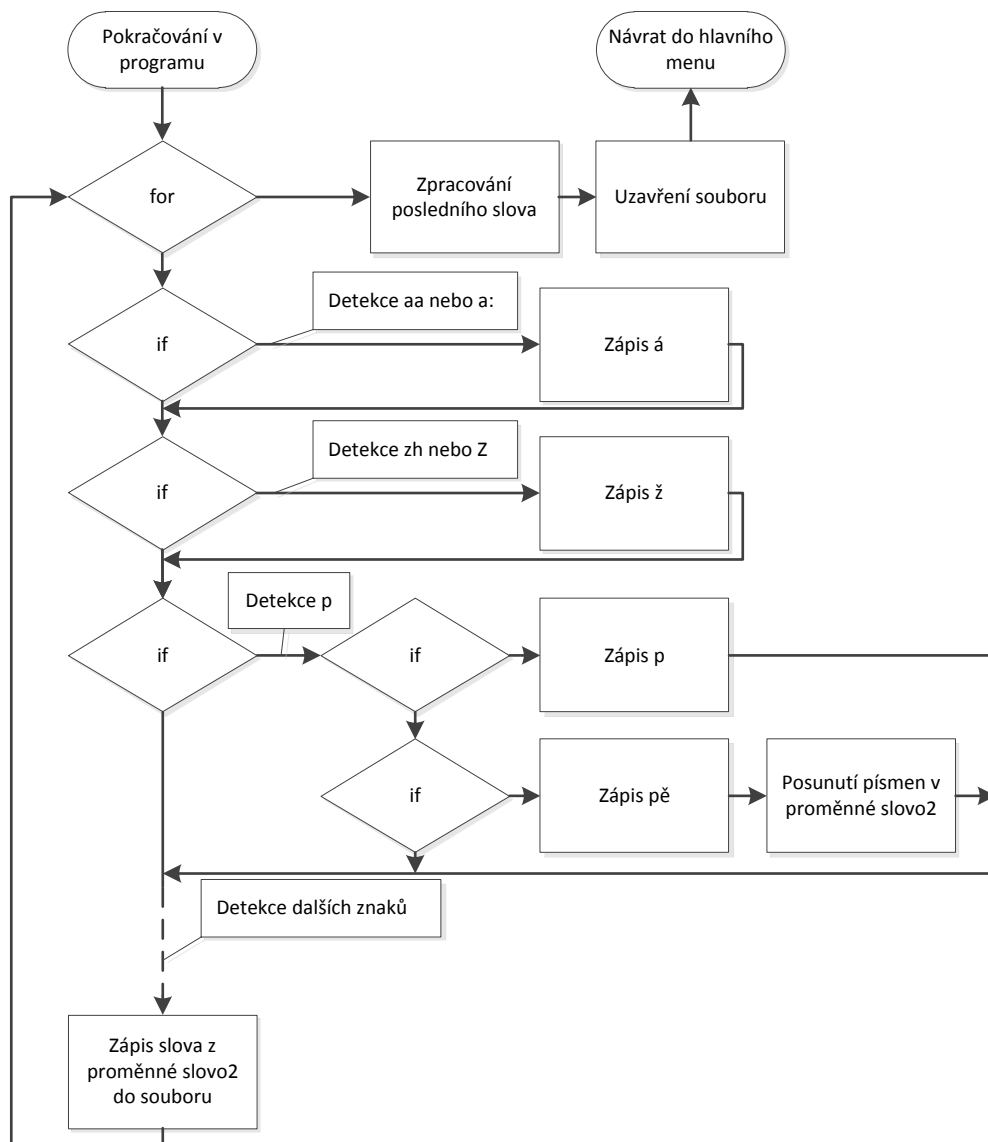 Pokračování v
programu
Návrat do hlavního
menu
for
Zpracování
posledního slova
Uzavření souboru
Detekce aa nebo a:
if
Zápis á
Detekce zh nebo Z
if
Zápis ž
Detekce p
if
if
Zápis p
if
Zápis pě
Posunutí písmen v
proměnné slovo2
Detekce dalších znaků
Zápis slova z
proměnné slovo2
do souboru